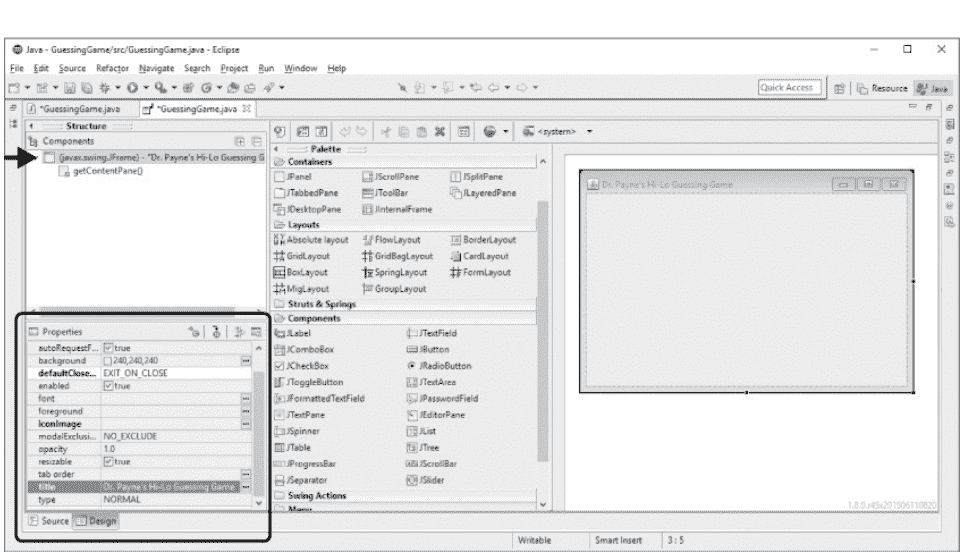 Java - GuessingGame/src/GuessingGame.java - Eclipse
File Edit Source Refactor Navigate Search Project Run Window Help
Quick Access Resource Java
*GuessingGame.java *GuessingGame.java
Structure
Components
(javax.swing.JFrame) - "Dr. Payne's Hi-Lo Guessing G
getContentPane()
Properties
autoRequestF... true
background 240,240,240
defaultClose... EXIT_ON_CLOSE
enabled true
font
foreground
iconImage
modalExclusi... NO_EXCLUDE
opacity 1.0
resizable true
tab order
title Dr. Payne's Hi-Lo Guessing Game
type NORMAL
Source Design
<system>
Palette
Containers
JPanel JScrollPane JSplitPane
JTabbedPane JToolBar JLayeredPane
JDesktopPane JInternalFrame
Layouts
Absolute layout FlowLayout BorderLayout
GridLayout GridBagLayout CardLayout
BoxLayout SpringLayout FormLayout
MigLayout GroupLayout
Struts & Springs
Components
JLabel JTextField
JComboBox JButton
JCheckBox JRadioButton
JToggleButton JTextArea
JFormattedTextField JPasswordField
JTextPane JEditorPane
JSpinner JList
JTable JTree
JProgressBar JScrollBar
JSeparator JSlider
Swing Actions
Menu
Dr. Payne's Hi-Lo Guessing Game
1.8.0.r45x201506110820
Writable Smart Insert 3:5